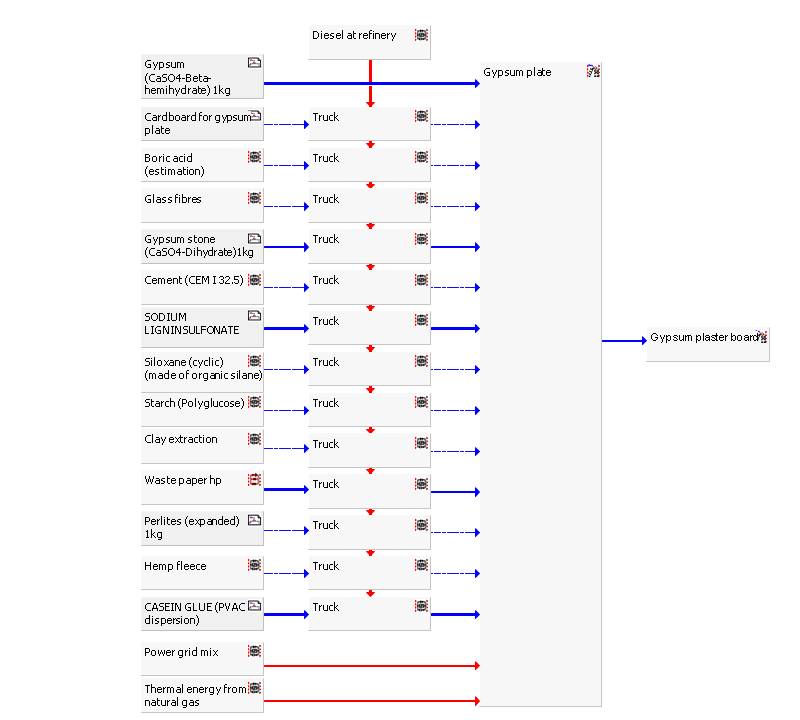 Diesel at refinery
Gypsum
(CaSO4-Beta-
hemihydrate) 1kg
Gypsum plate
Cardboard for gypsum
plate
Truck
Boric acid
(estimation)
Truck
Glass fibres
Truck
Gypsum stone
(CaSO4-Dihydrate)1kg
Truck
Cement (CEM I 32.5)
Truck
SODIUM
LIGNINSULFONATE
Truck
Gypsum plaster board
Siloxane (cyclic)
(made of organic silane)
Truck
Starch (Polyglucose)
Truck
Clay extraction
Truck
Waste paper hp
Truck
Perlites (expanded)
1kg
Truck
Hemp fleece
Truck
CASEIN GLUE (PVAC
dispersion)
Truck
Power grid mix
Thermal energy from
natural gas